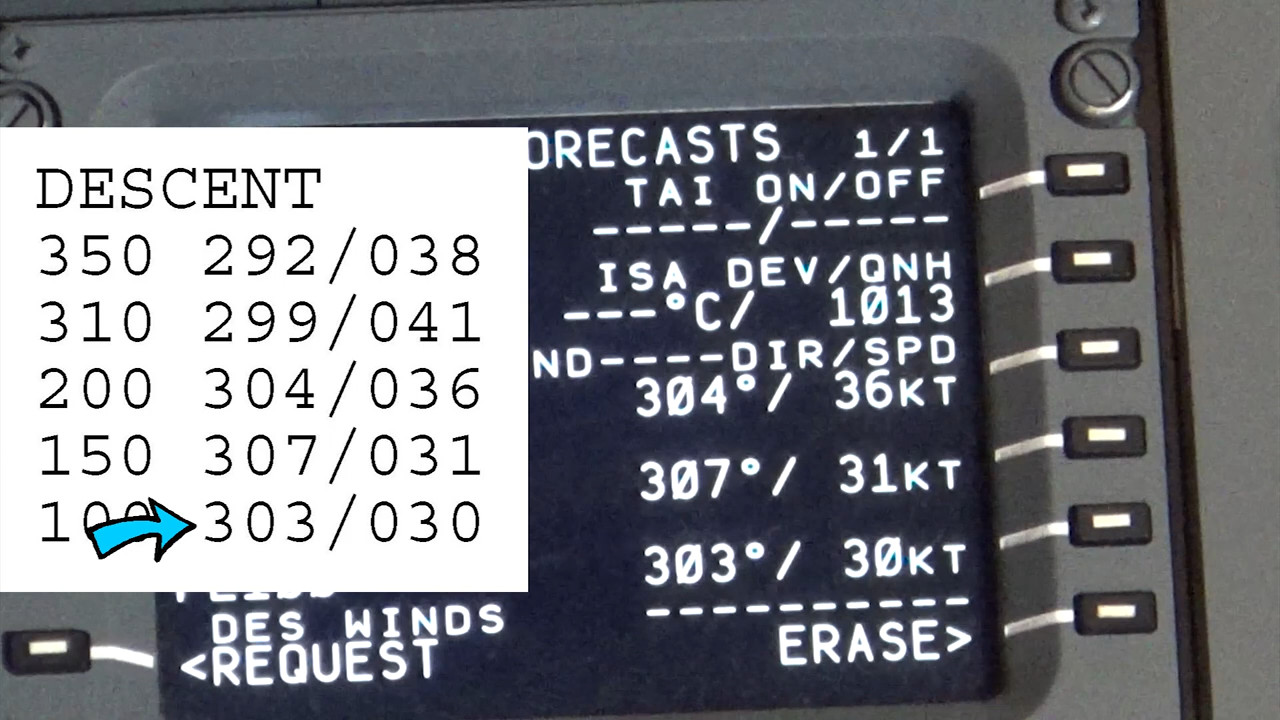 DESCENT
350 292/038
310 299/041
200 304/036
150 307/031
100 303/030
ORECASTS 1/1
TAI ON/OFF
-----/-----
ISA DEV/QNH
---°C/ 1013
ND----DIR/SPD
304°/ 36KT
307°/ 31KT
303°/ 30KT
----------
DES WINDS
<REQUEST
ERASE>